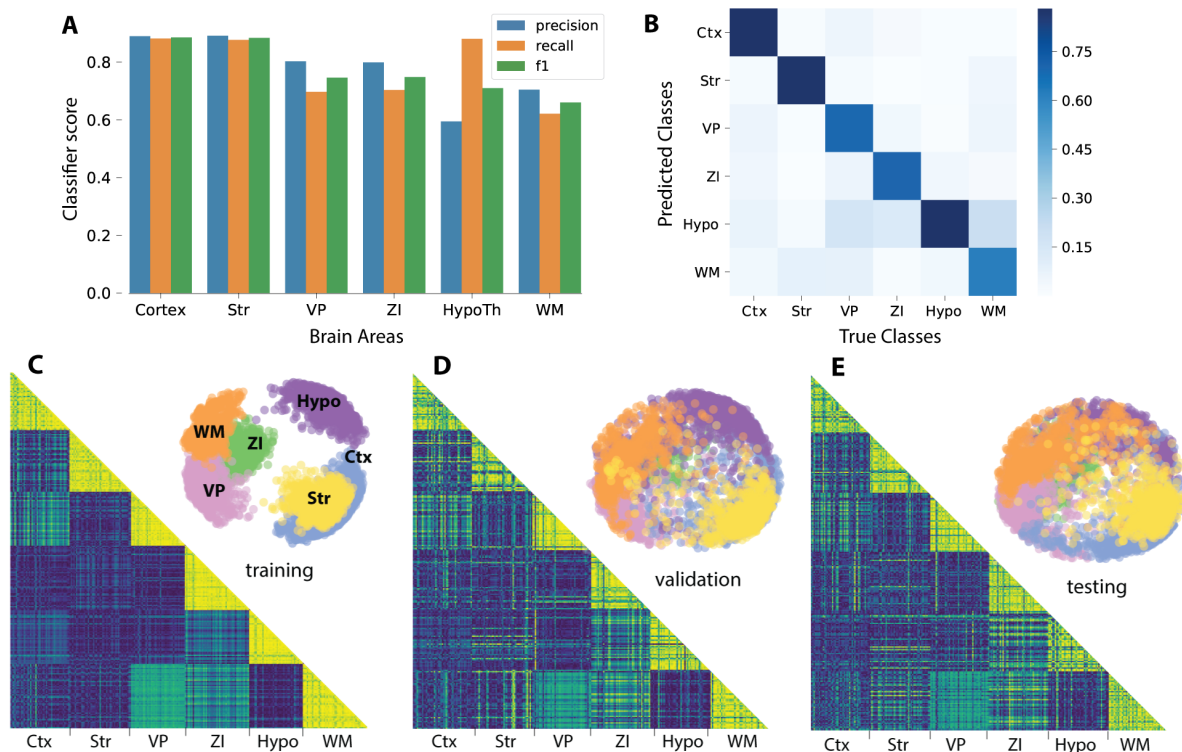 A
precision
recall
f1
Classifier score
0.8
0.6
0.4
0.2
0.0
Cortex Str VP ZI HypoTh WM
Brain Areas
B
Predicted Classes
Ctx
Str
VP
ZI
Hypo
WM
Ctx Str VP ZI Hypo WM
True Classes
0.75
0.60
0.45
0.30
0.15
C
Hypo
WM
ZI
Ctx
VP
Str
training
Ctx Str VP ZI Hypo WM
D
validation
Ctx Str VP ZI Hypo WM
E
testing
Ctx Str VP ZI Hypo WM